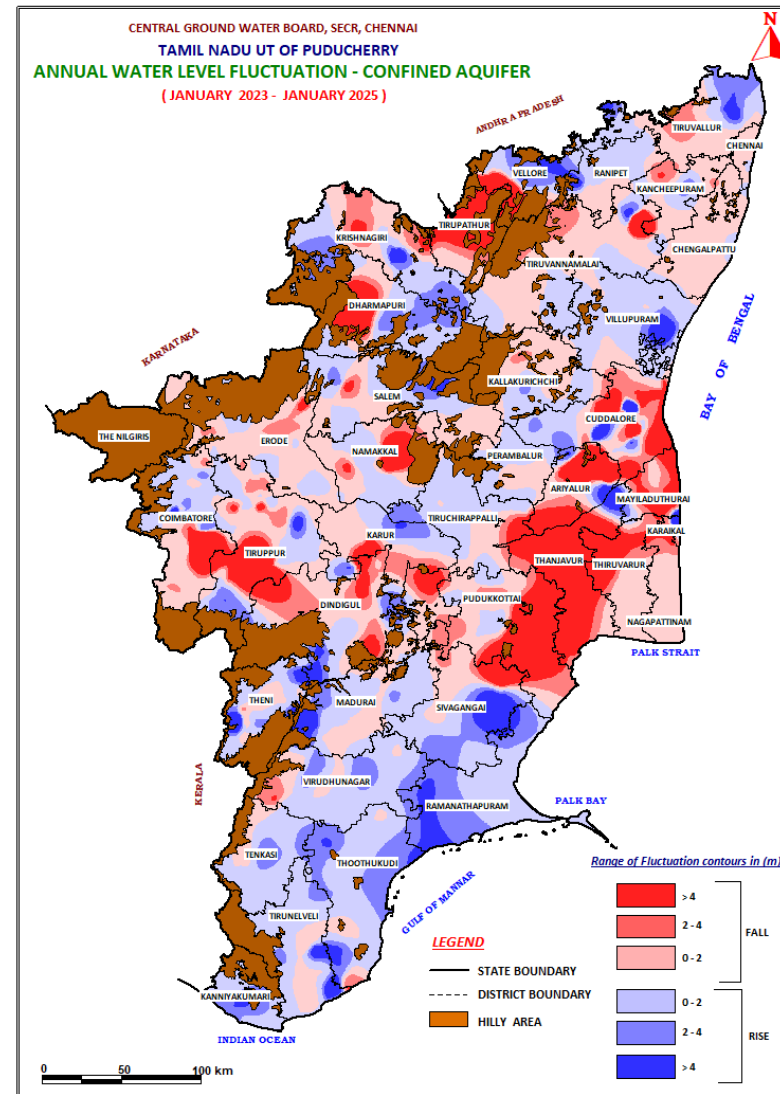 CENTRAL GROUND WATER BOARD, SECR, CHENNAI
TAMIL NADU UT OF PUDUCHERRY
ANNUAL WATER LEVEL FLUCTUATION - CONFINED AQUIFER
( JANUARY 2023 - JANUARY 2025 )
N
ANDHRA PRADESH
TIRUVALLUR
CHENNAI
VELLORE
RANIPET
KANCHEEPURAM
TIRUPATHUR
KRISHNAGIRI
CHENGALPATTU
TIRUVANNAMALAI
DHARMAPURI
VILLUPURAM
BAY OF BENGAL
KARNATAKA
KALLAKURICHCHI
SALEM
CUDDALORE
THE NILGIRIS
ERODE
NAMAKKAL
PERAMBALUR
ARIYALUR
MAYILADUTHURAI
COIMBATORE
TIRUCHIRAPPALLI
KARUR
KARAIKAL
TIRUPPUR
THANJAVUR
THIRUVARUR
DINDIGUL
PUDUKKOTTAI
NAGAPATTINAM
PALK STRAIT
THENI
MADURAI
SIVAGANGAI
KERALA
VIRUDHUNAGAR
RAMANATHAPURAM
PALK BAY
TENKASI
THOOTHUKUDI
GULF OF MANNAR
TIRUNELVELI
KANNIYAKUMARI
INDIAN OCEAN
Range of Fluctuation contours in (m)
> 4
2 - 4
0 - 2
FALL
0 - 2
2 - 4
> 4
RISE
LEGEND
STATE BOUNDARY
DISTRICT BOUNDARY
HILLY AREA
0 50 100 km